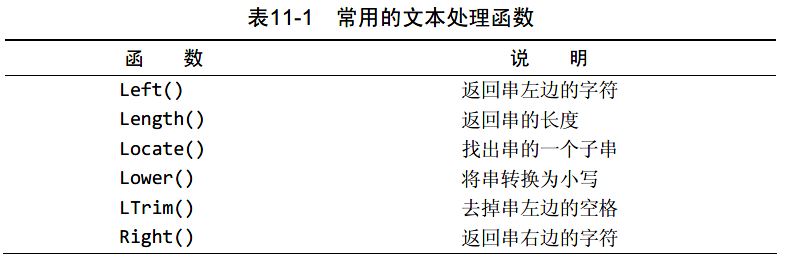 表11-1 常用的文本处理函数
函 数 说 明
Left() 返回串左边的字符
Length() 返回串的长度
Locate() 找出串的一个子串
Lower() 将串转换为小写
LTrim() 去掉串左边的空格
Right() 返回串右边的字符